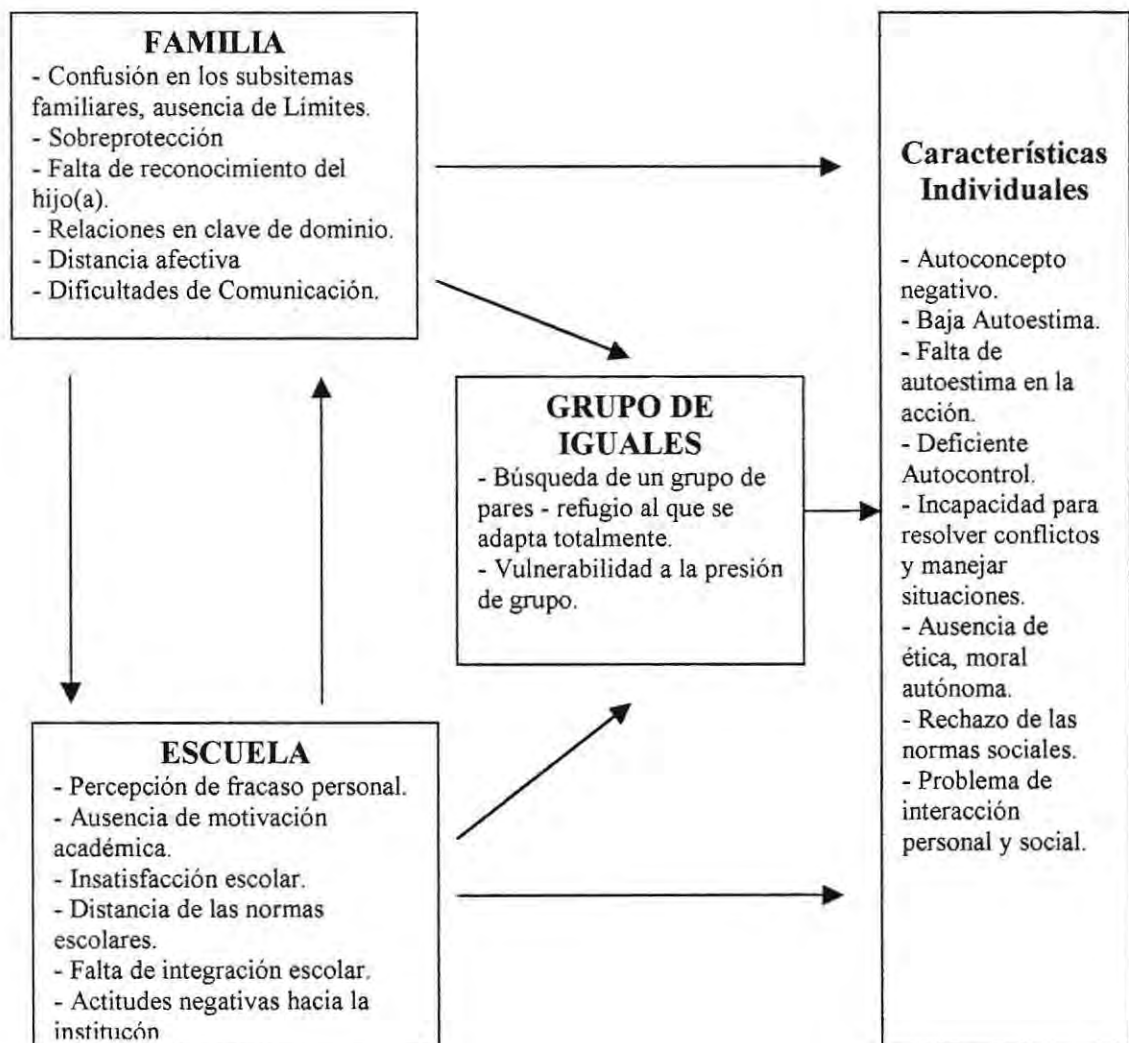 FAMILIA
- Confusión en los subsitemas
familiares, ausencia de Límites.
- Sobreprotección
- Falta de reconocimiento del
hijo(a).
- Relaciones en clave de dominio.
- Distancia afectiva
- Dificultades de Comunicación.
GRUPO DE
IGUALES
- Búsqueda de un grupo de
pares - refugio al que se
adapta totalmente.
- Vulnerabilidad a la presión
de grupo.
ESCUELA
- Percepción de fracaso personal.
- Ausencia de motivación
académica.
- Insatisfacción escolar.
- Distancia de las normas
escolares.
- Falta de integración escolar.
- Actitudes negativas hacia la
institucón
Características
Individuales
- Autoconcepto
negativo.
- Baja Autoestima.
- Falta de
autoestima en la
acción.
- Deficiente
Autocontrol.
- Incapacidad para
resolver conflictos
y manejar
situaciones.
- Ausencia de
ética, moral
autónoma.
- Rechazo de las
normas sociales.
- Problema de
interacción
personal y social.